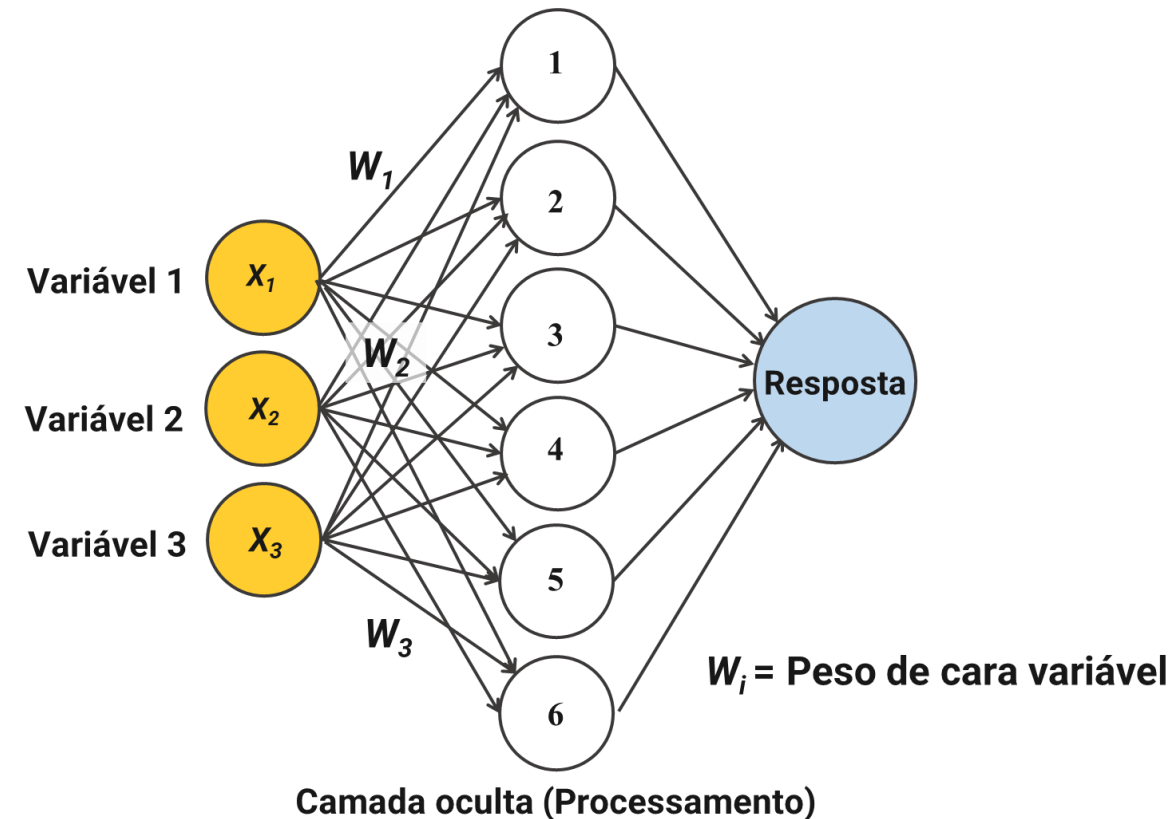 1
W1
2
Variável 1
X1
3
W2
Resposta
Variável 2
X2
4
Variável 3
X3
5
W3
Wi = Peso de cara variável
6
Camada oculta (Processamento)